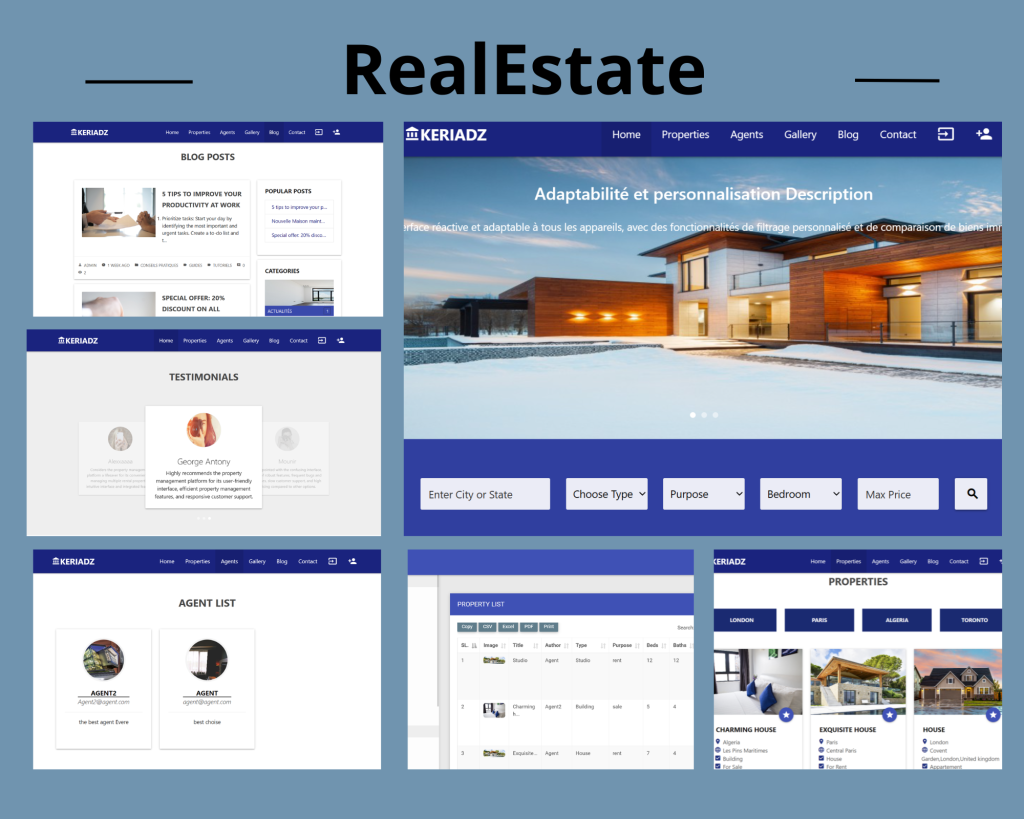 RealEstate
KERIADZ
Home Properties Agents Gallery Blog Contact
BLOG POSTS
5 TIPS TO IMPROVE YOUR
PRODUCTIVITY AT WORK
1. Prioritize tasks: Start your day by
identifying the most important and
urgent tasks. Create a to-do list and
t...
ADMIN 1 WEEK AGO CONSEILS PRATIQUES GUIDES TUTORIELS 0
2
SPECIAL OFFER: 20%
DISCOUNT ON ALL
POPULAR POSTS
5 tips to improve your p...
Nouvelle Maison maint...
Special offer: 20% disco...
CATEGORIES
ACTUALITÉS 1
KERIADZ
Home Properties Agents Gallery Blog Contact
Adaptabilité et personnalisation Description
erface réactive et adaptable à tous les appareils, avec des fonctionnalités de filtrage personnalisé et de comparaison de biens imm
Enter City or State
Choose Type
Purpose
Bedroom
Max Price
KERIADZ
Home Properties Agents Gallery Blog Contact
TESTIMONIALS
George Antony
Highly recommends the property
management platform for its user-friendly
interface, efficient property management
features, and responsive customer support.
KERIADZ
Home Properties Agents Gallery Blog Contact
AGENT LIST
AGENT2
Agent2@agent.com
the best agent Evere
AGENT
agent@agent.com
best choise
PROPERTY LIST
Copy CSV Excel PDF Print
Search
SL. Image Title Author Type Purpose Beds Baths
1 Studio Agent Studio rent 12 12
2 Charming Agent2 Building sale 5 4
h...
3 Exquisite... Agent House rent 7 4
KERIADZ
Home Properties Agents Gallery Blog Contact
PROPERTIES
LONDON PARIS ALGERIA TORONTO
CHARMING HOUSE
Algeria
Les Pins Maritimes
Building
For Sale
EXQUISITE HOUSE
Paris
Central Paris
House
For Rent
HOUSE
London
Covent
Garden,London,United kingdom
Appartement